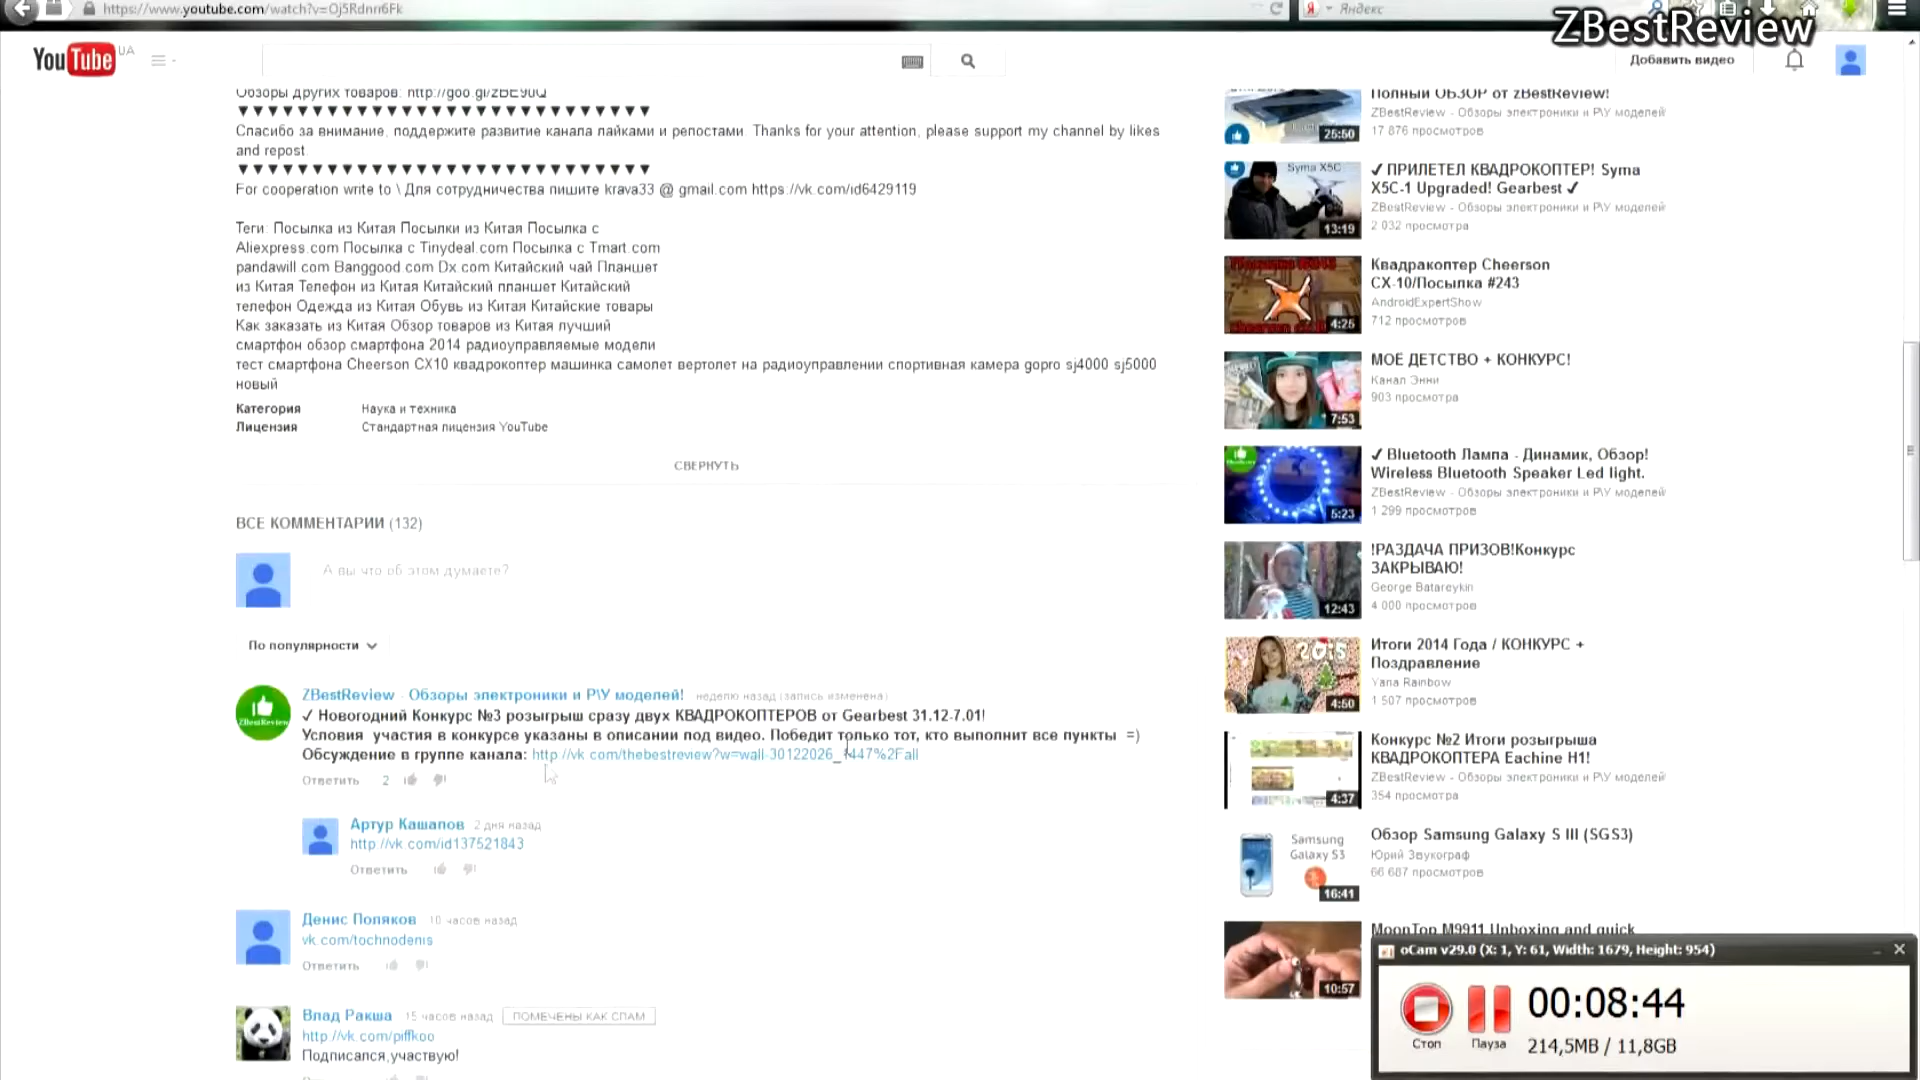 https://www.youtube.com/watch?v=Oj5Rdnn6Fk
Яндекс
ZBestReview
YouTube UA
Добавить видео
Обзоры других товаров: http://goo.gl/zBE9UQ
▼▼▼▼▼▼▼▼▼▼▼▼▼▼▼▼▼▼▼▼▼▼▼▼▼▼▼▼
Спасибо за внимание, поддержите развитие канала лайками и репостами. Thanks for your attention, please support my channel by likes
and repost
▼▼▼▼▼▼▼▼▼▼▼▼▼▼▼▼▼▼▼▼▼▼▼▼▼▼▼▼
For cooperation write to \ Для сотрудничества пишите krava33 @ gmail.com https://vk.com/id6429119
Теги: Посылка из Китая Посылки из Китая Посылка с
Aliexpress.com Посылка с Tinydeal.com Посылка с Tmart.com
pandawill.com Banggood.com Dx.com Китайский чай Планшет
из Китая Телефон из Китая Китайский планшет Китайский
телефон Одежда из Китая Обувь из Китая Китайские товары
Как заказать из Китая Обзор товаров из Китая лучший
смартфон обзор смартфона 2014 радиоуправляемые модели
тест смартфона Cheerson CX10 квадрокоптер машинка самолет вертолет на радиоуправлении спортивная камера gopro sj4000 sj5000
новый
Категория Наука и техника
Лицензия Стандартная лицензия YouTube
СВЕРНУТЬ
ВСЕ КОММЕНТАРИИ (132)
А вы что об этом думаете?
По популярности
ZBestReview - Обзоры электроники и Р\У моделей! неделю назад (запись изменена)
✓ Новогодний Конкурс №3 розыгрыш сразу двух КВАДРОКОПТЕРОВ от Gearbest 31.12-7.01!
Условия участия в конкурсе указаны в описании под видео. Победит только тот, кто выполнит все пункты =)
Обсуждение в группе канала: http://vk.com/thebestreview?w=wall-30122026_1447%2Fall
Ответить 2
Артур Кашапов 2 дня назад
http://vk.com/id137521843
Ответить
Денис Поляков 10 часов назад
vk.com/tochnodenis
Ответить
Влад Ракша 15 часов назад ПОМЕЧЕНЫ КАК СПАМ
http://vk.com/piffkoo
Подписался,участвую!
Полный ОБЗОР от zBestReview!
ZBestReview - Обзоры электроники и Р\У моделей
17 876 просмотров
25:50
✓ ПРИЛЕТЕЛ КВАДРОКОПТЕР! Syma
X5C-1 Upgraded! Gearbest ✓
ZBestReview - Обзоры электроники и Р\У моделей
2 032 просмотра
Syma X5C
13:19
Квадракоптер Cheerson
CX-10/Посылка #243
AndroidExpertShow
712 просмотров
4:25
МОЁ ДЕТСТВО + КОНКУРС!
Канал Энни
903 просмотра
7:53
✓ Bluetooth Лампа - Динамик, Обзор!
Wireless Bluetooth Speaker Led light.
ZBestReview - Обзоры электроники и Р\У моделей
1 299 просмотров
5:23
!РАЗДАЧА ПРИЗОВ!Конкурс
ЗАКРЫВАЮ!
George Batareykin
4 000 просмотров
12:43
Итоги 2014 Года / КОНКУРС +
Поздравление
Yana Rainbow
1 507 просмотров
2015
4:50
Конкурс №2 Итоги розыгрыша
КВАДРОКОПТЕРА Eachine H1!
ZBestReview - Обзоры электроники и Р\У моделей
354 просмотра
4:37
Обзор Samsung Galaxy S III (SGS3)
Юрий Звукограф
66 687 просмотров
Samsung
Galaxy S3
16:41
MoonTop M9911 Unboxing and quick
10:57
oCam v29.0 (X: 1, Y: 61, Width: 1679, Height: 954)
00:08:44
Стоп Пауза 214,5MB / 11,8GB